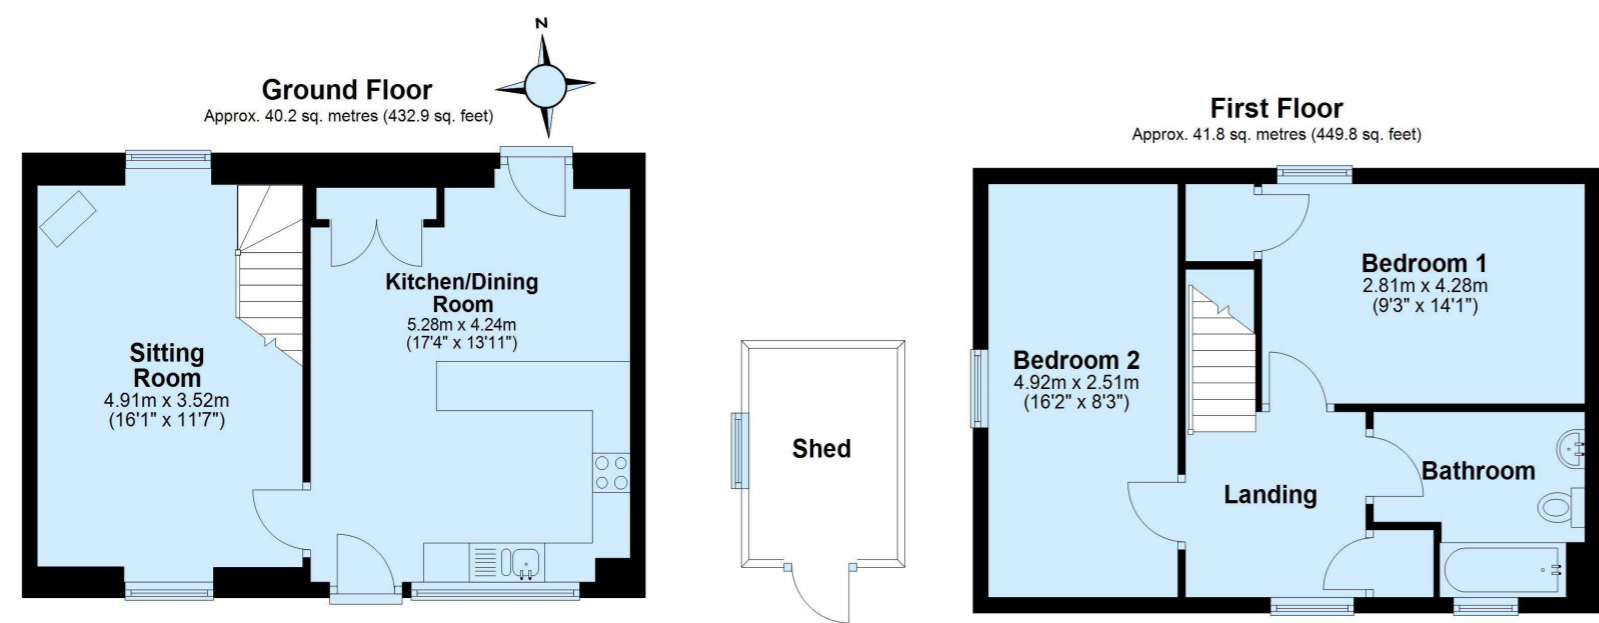 N
Ground Floor
Approx. 40.2 sq. metres (432.9 sq. feet)
Sitting
Room
4.91m x 3.52m
(16'1" x 11'7")
Kitchen/Dining
Room
5.28m x 4.24m
(17'4" x 13'11")
Shed
First Floor
Approx. 41.8 sq. metres (449.8 sq. feet)
Bedroom 2
4.92m x 2.51m
(16'2" x 8'3")
Bedroom 1
2.81m x 4.28m
(9'3" x 14'1")
Landing
Bathroom